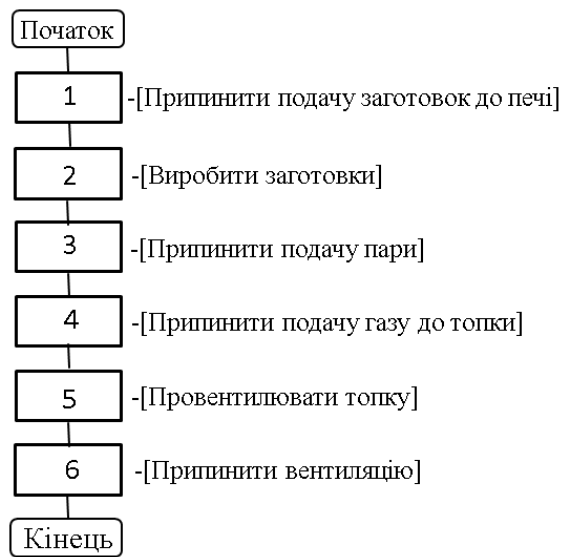 Початок
1 -[Припинити подачу заготовок до печі]
2 -[Виробити заготовки]
3 -[Припинити подачу пари]
4 -[Припинити подачу газу до топки]
5 -[Провентилювати топку]
6 -[Припинити вентиляцію]
Кінець